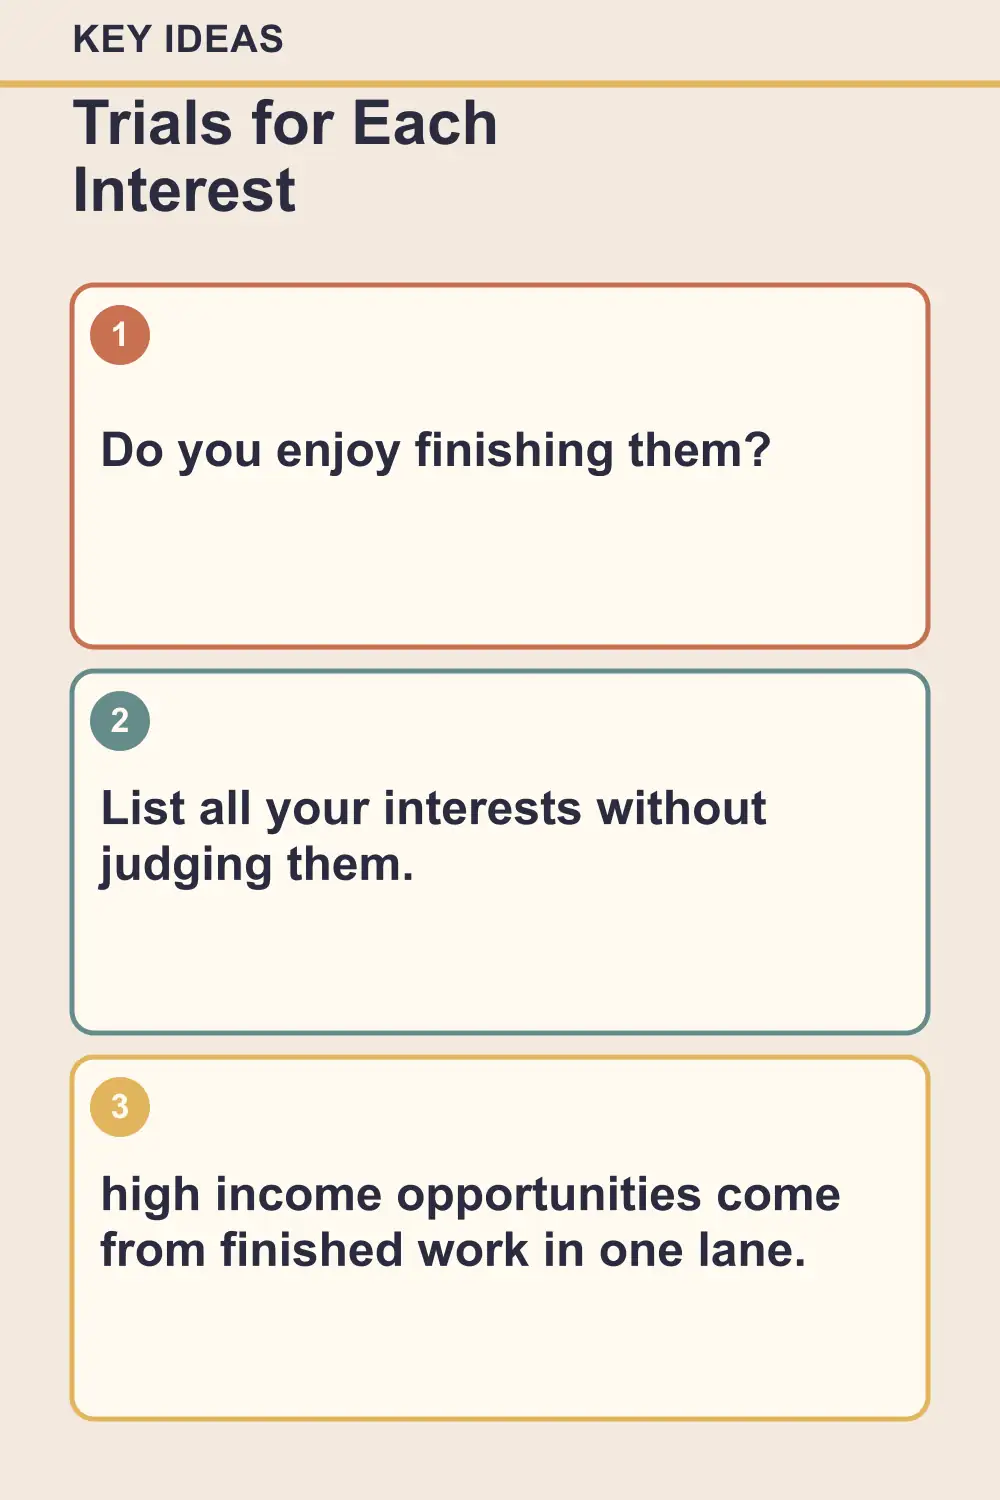 KEY IDEAS
Trials for Each
Interest
1
Do you enjoy finishing them?
2
List all your interests without
judging them.
3
high income opportunities come
from finished work in one lane.